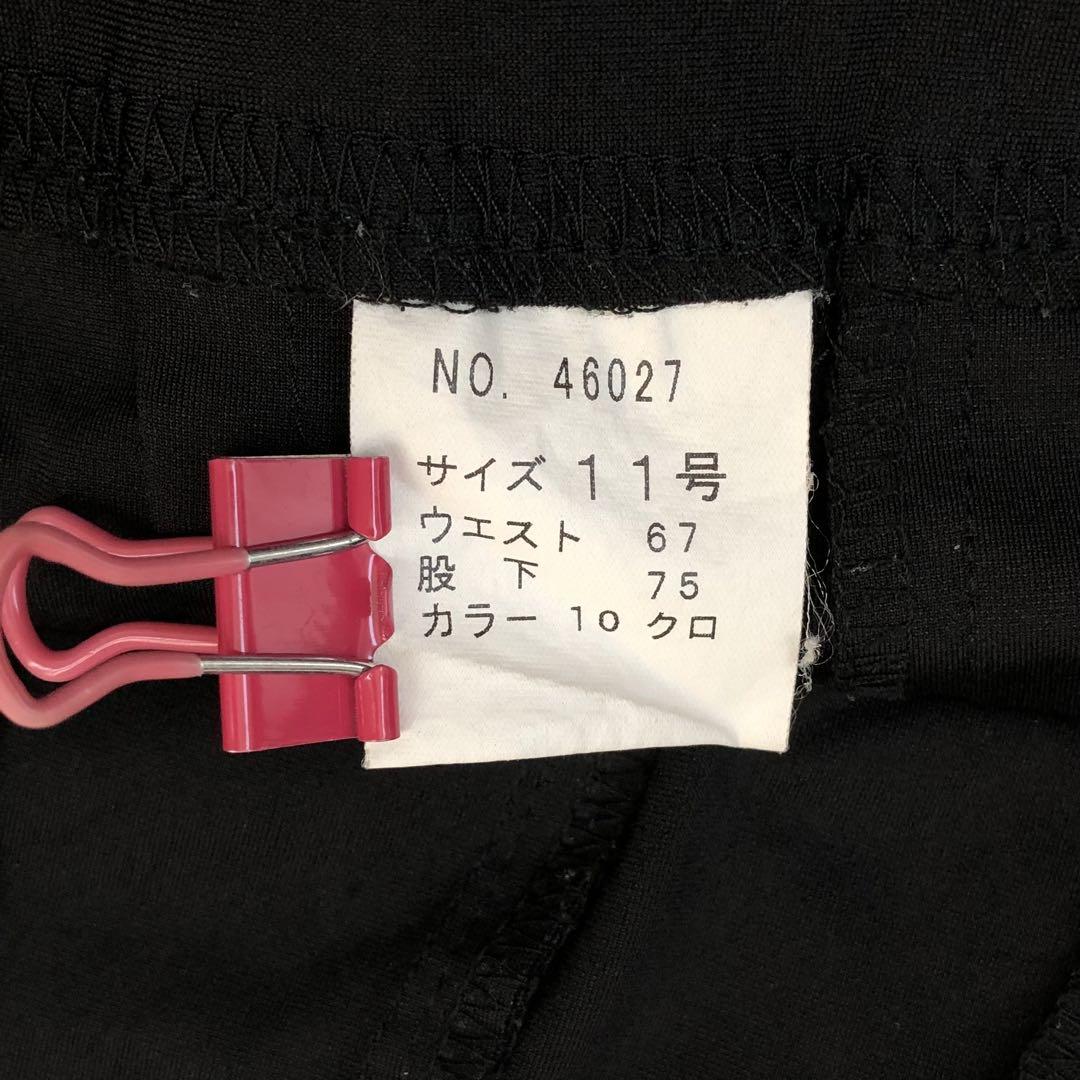 NO. 46027
サイズ 11号
ウエスト 67
股下 75
カラー 10 クロ